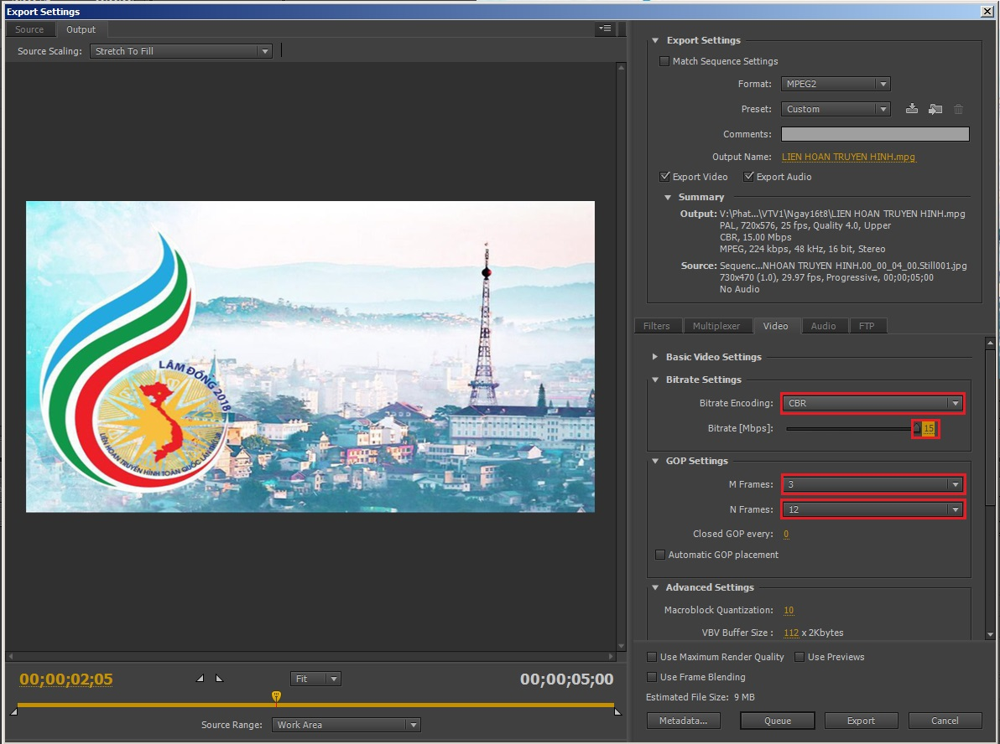 Export Settings
Source
Output
Source Scaling:
Stretch To Fill
LÂM ĐỒNG 2018
LIÊN HOAN TRUYỀN HÌNH TOÀN QUỐC LẦN
00;00;02;05
Fit
00;00;05;00
Source Range:
Work Area
Export Settings
Match Sequence Settings
Format:
MPEG2
Preset:
Custom
Comments:
Output Name:
LIEN HOAN TRUYEN HINH.mpg
Export Video
Export Audio
Summary
Output: V:\Phat...\VTV1\Ngay16t8\LIEN HOAN TRUYEN HINH.mpg
PAL, 720x576, 25 fps, Quality 4.0, Upper
CBR, 15.00 Mbps
MPEG, 224 kbps, 48 kHz, 16 bit, Stereo
Source: Sequenc...NHOAN TRUYEN HINH.00_00_04_00.Still001.jpg
730x470 (1.0), 29.97 fps, Progressive, 00;00;05;00
No Audio
Filters
Multiplexer
Video
Audio
FTP
Basic Video Settings
Bitrate Settings
Bitrate Encoding:
CBR
Bitrate [Mbps]:
15
GOP Settings
M Frames:
3
N Frames:
12
Closed GOP every:
0
Automatic GOP placement
Advanced Settings
Macroblock Quantization:
10
VBV Buffer Size :
112 x 2Kbytes
Use Maximum Render Quality
Use Previews
Use Frame Blending
Estimated File Size: 9 MB
Metadata...
Queue
Export
Cancel